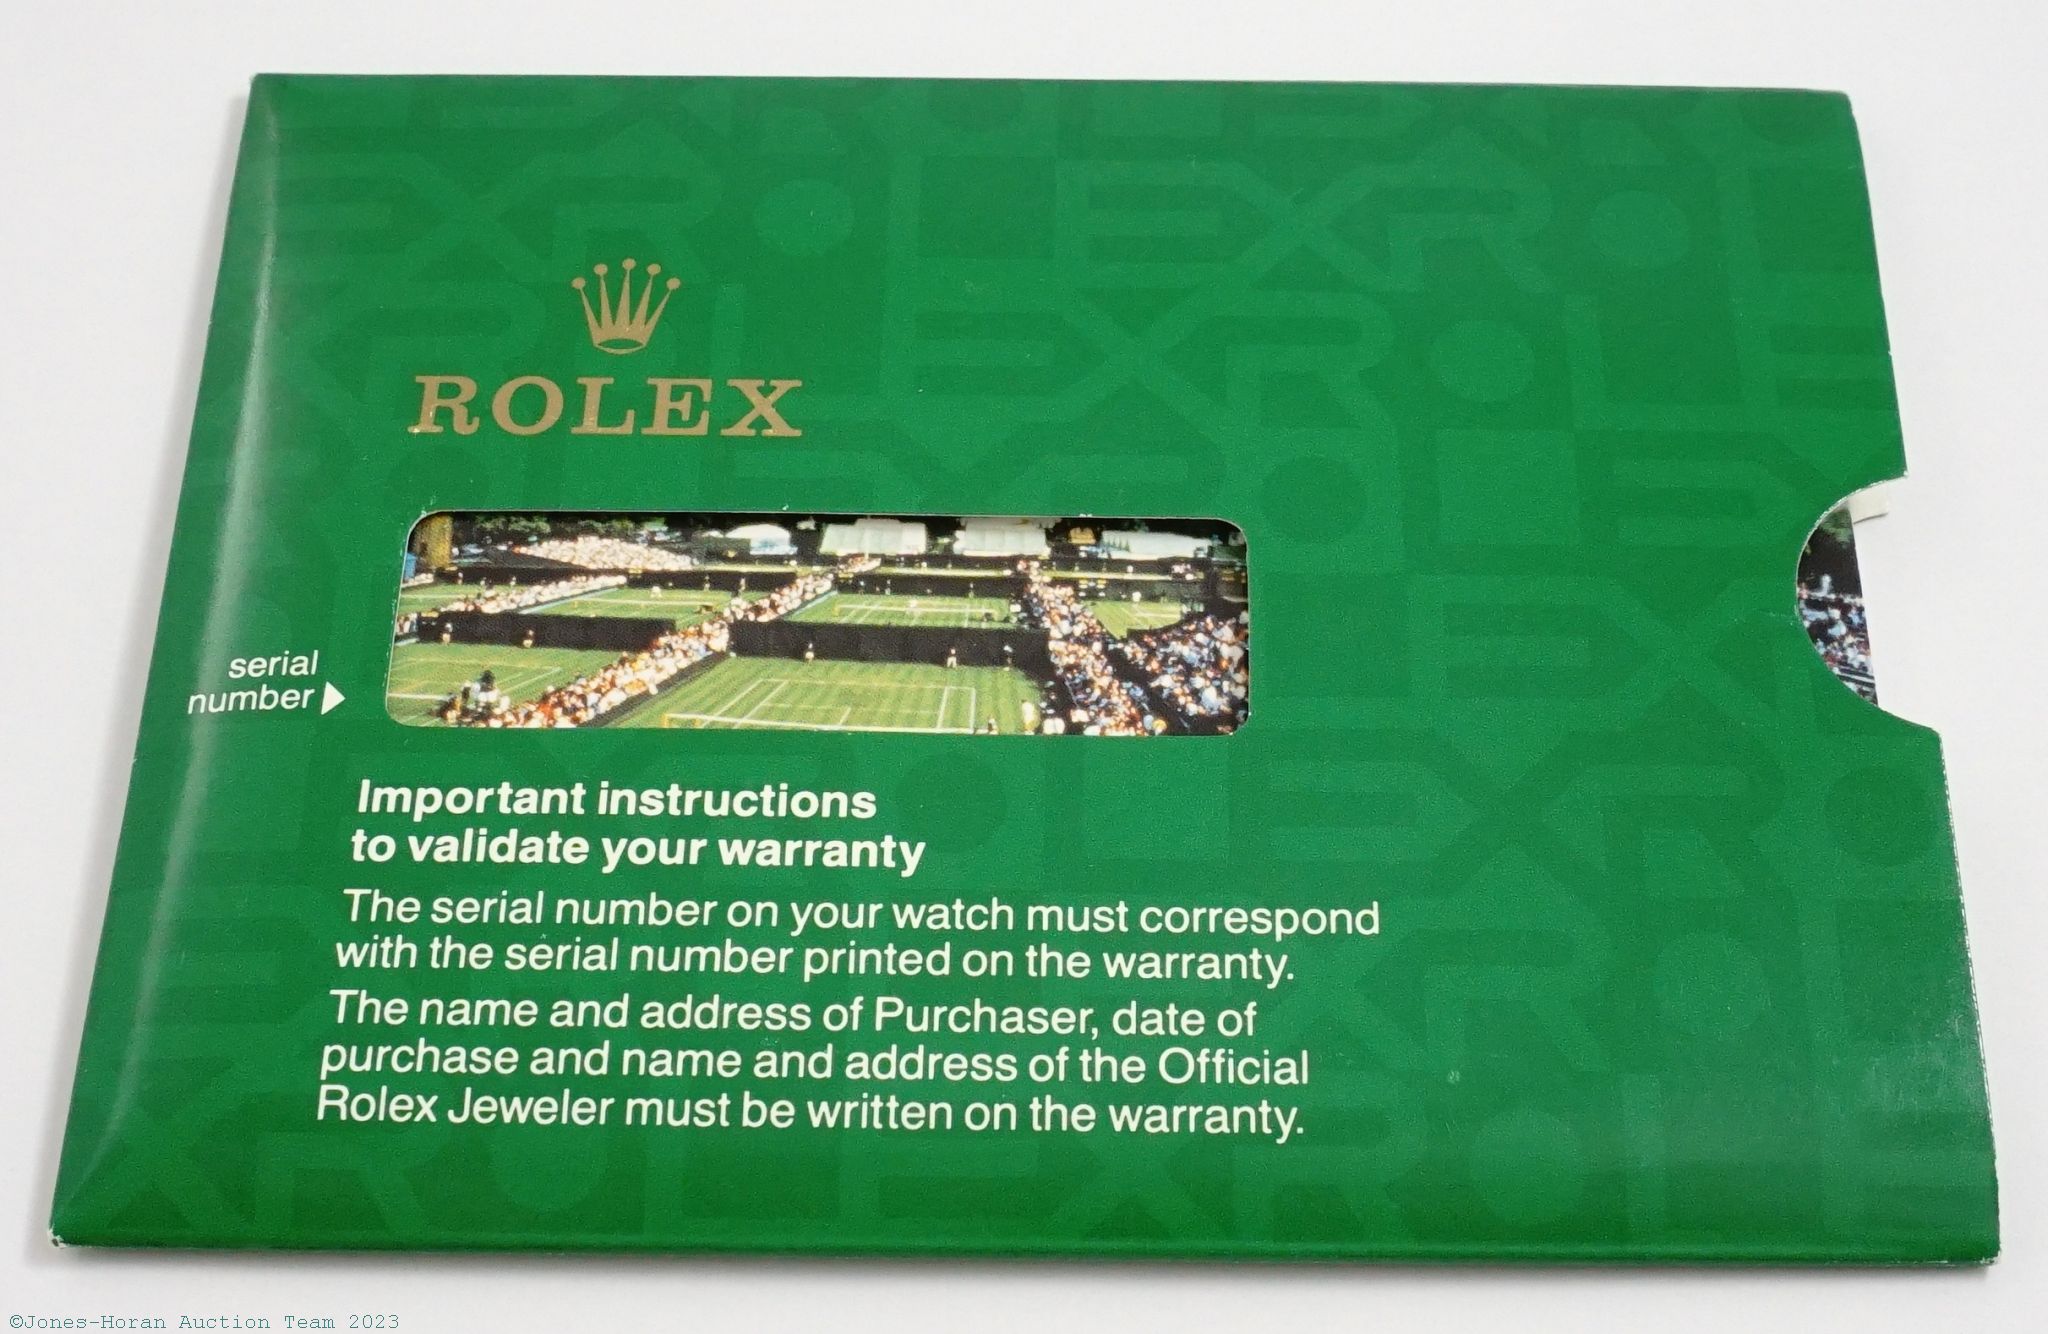 ROLEX
serial
number
Important instructions
to validate your warranty
The serial number on your watch must correspond
with the serial number printed on the warranty.
The name and address of Purchaser, date of
purchase and name and address of the Official
Rolex Jeweler must be written on the warranty.
©Jones-Horan Auction Team 2023